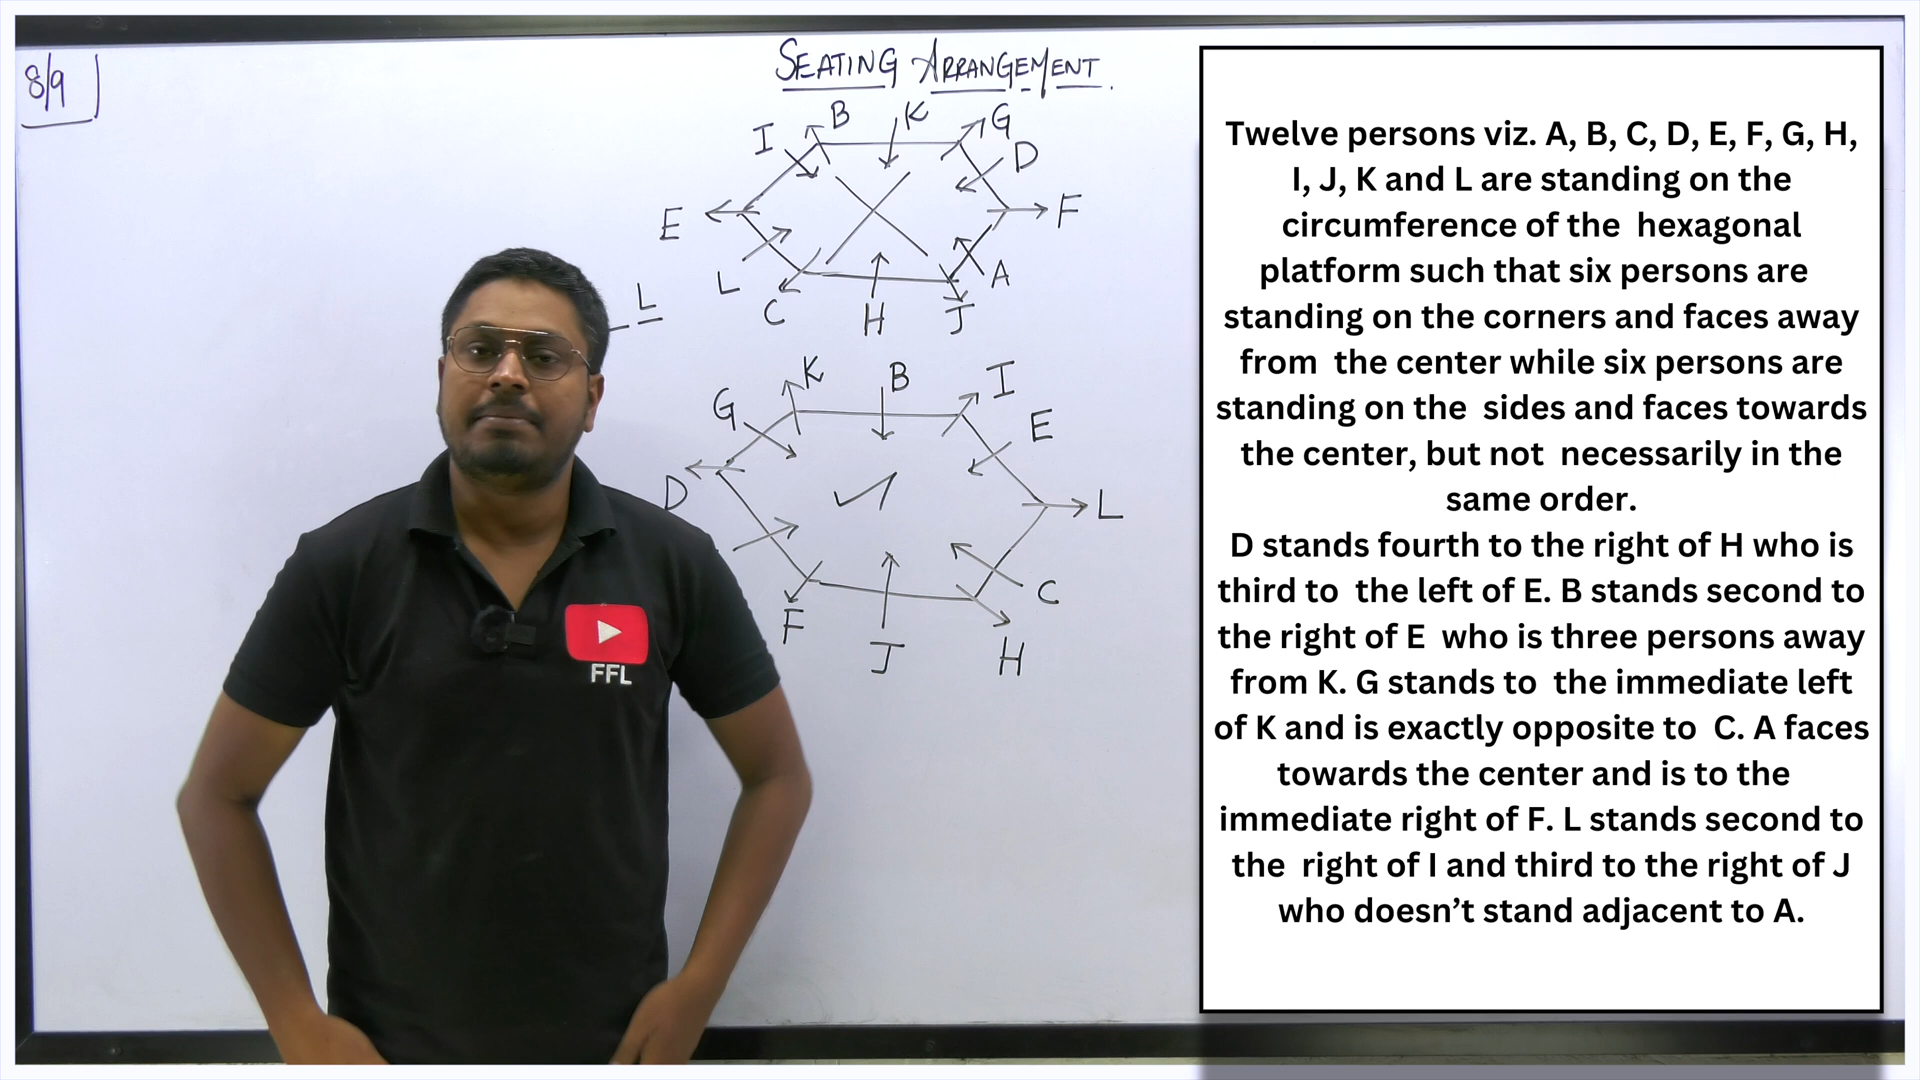 8/9
SEATING ARRANGEMENT.
B K G
I D
E F
L A
C H J
L
K B I
G E
D L
F J H C
FFL
Twelve persons viz. A, B, C, D, E, F, G, H,
I, J, K and L are standing on the
circumference of the hexagonal
platform such that six persons are
standing on the corners and faces away
from the center while six persons are
standing on the sides and faces towards
the center, but not necessarily in the
same order.
D stands fourth to the right of H who is
third to the left of E. B stands second to
the right of E who is three persons away
from K. G stands to the immediate left
of K and is exactly opposite to C. A faces
towards the center and is to the
immediate right of F. L stands second to
the right of I and third to the right of J
who doesn't stand adjacent to A.